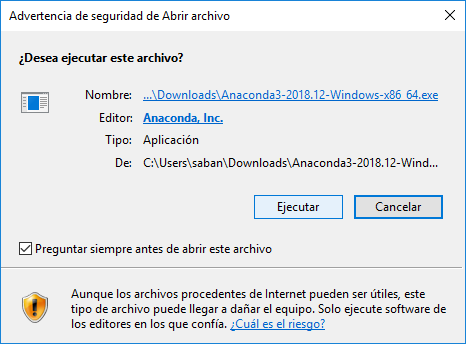 Advertencia de seguridad de Abrir archivo
¿Desea ejecutar este archivo?
Nombre: ...\Downloads\Anaconda3-2018.12-Windows-x86_64.exe
Editor: Anaconda, Inc.
Tipo: Aplicación
De: C:\Users\saban\Downloads\Anaconda3-2018.12-Wind...
Ejecutar Cancelar
Preguntar siempre antes de abrir este archivo
Aunque los archivos procedentes de Internet pueden ser útiles, este
tipo de archivo puede llegar a dañar el equipo. Solo ejecute software de
los editores en los que confía. ¿Cuál es el riesgo?